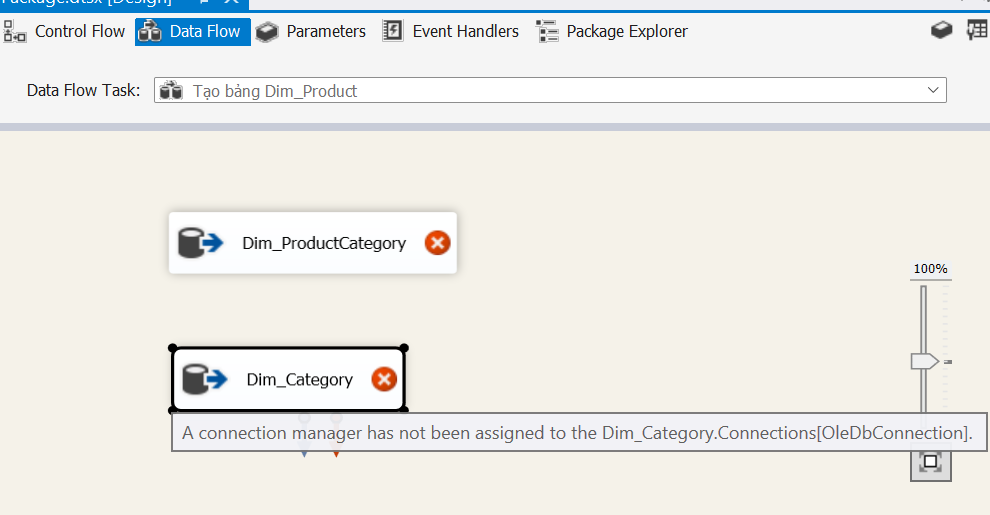 Package.dtsx [Design]
Control Flow Data Flow Parameters Event Handlers Package Explorer
Data Flow Task: Tạo bảng Dim_Product
Dim_ProductCategory
100%
Dim_Category
A connection manager has not been assigned to the Dim_Category.Connections[OleDbConnection].